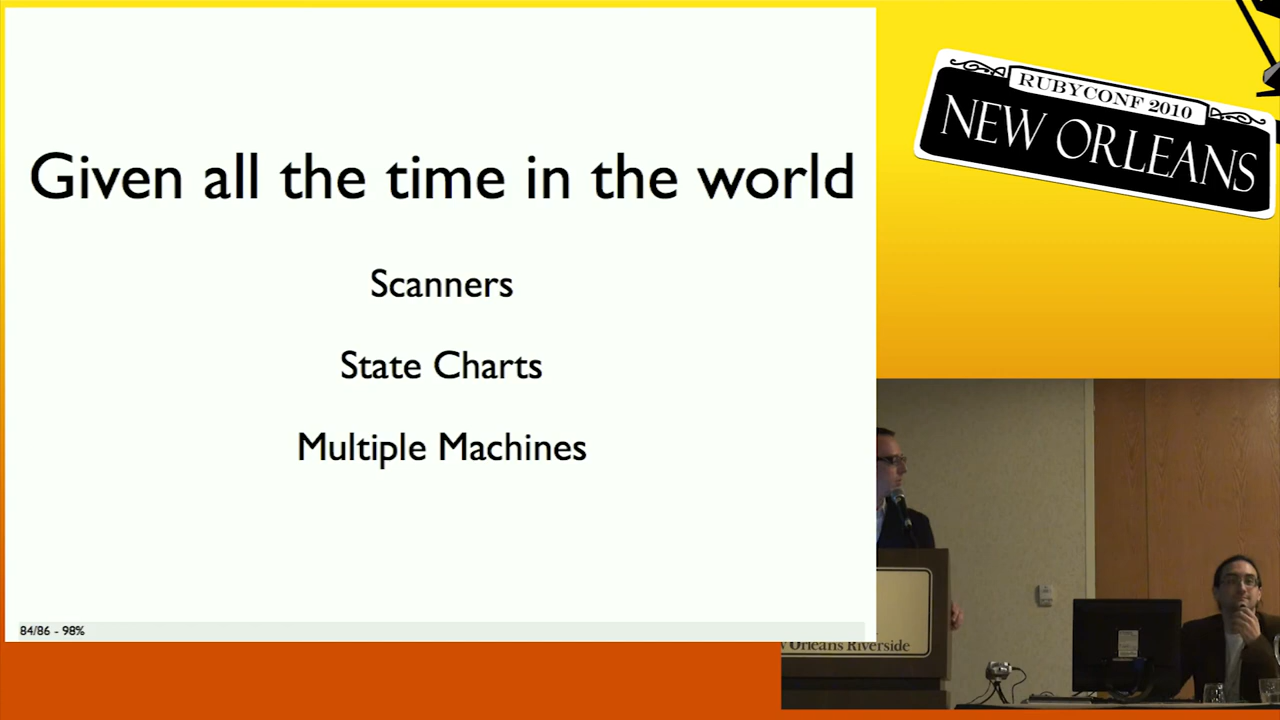 Given all the time in the world
Scanners
State Charts
Multiple Machines
84/86 - 98%
RUBYCONF 2010
NEW ORLEANS
Orleans Riverside